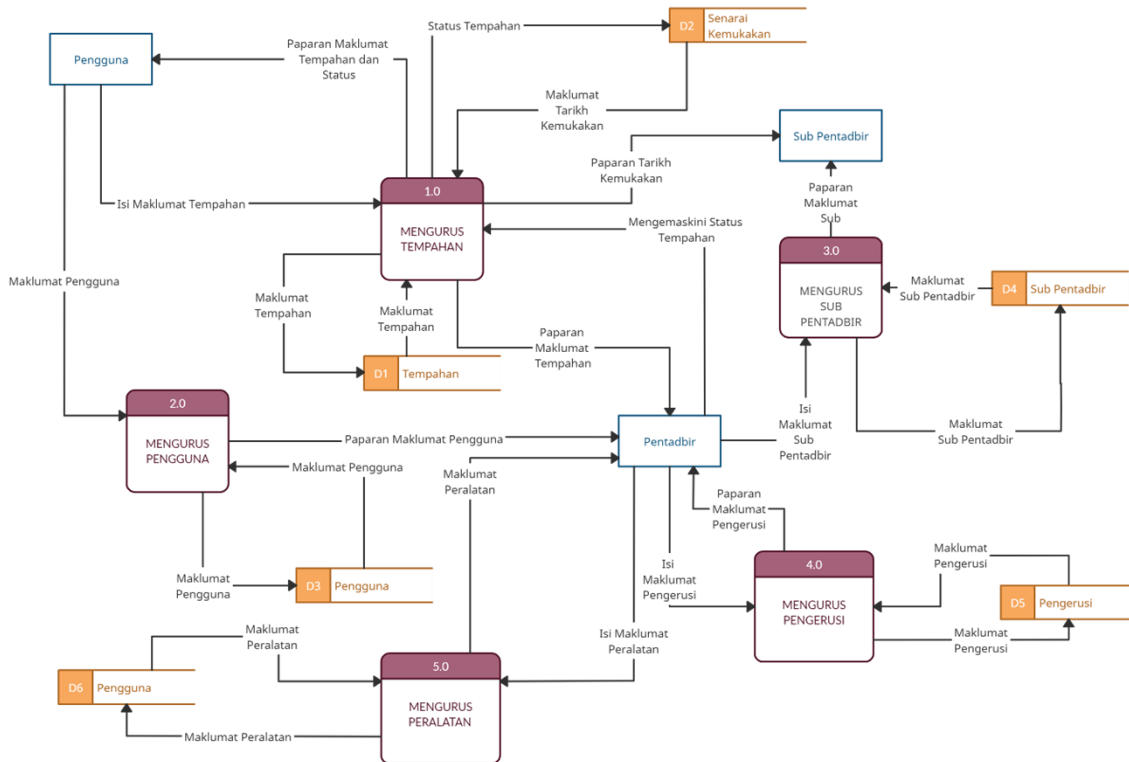 Status Tempahan
D2
Senarai
Kemukakan
Pengguna
Paparan Maklumat
Tempahan dan
Status
Maklumat
Tarikh
Kemukakan
Sub Pentadbir
Paparan Tarikh
Kemukakan
1.0
MENGURUS
TEMPAHAN
Isi Maklumat Tempahan
Mengemaskini Status
Tempahan
Paparan
Maklumat
Sub
3.0
MENGURUS
SUB
PENTADBIR
Maklumat
Sub Pentadbir
D4
Sub Pentadbir
Maklumat Pengguna
Maklumat
Tempahan
Maklumat
Tempahan
Paparan
Maklumat
Tempahan
D1
Tempahan
2.0
MENGURUS
PENGGUNA
Paparan Maklumat Pengguna
Pentadbir
Isi
Maklumat
Sub
Pentadbir
Maklumat
Sub Pentadbir
Maklumat Pengguna
Maklumat
Peralatan
Paparan
Maklumat
Pengerusi
Maklumat
Pengguna
D3
Pengguna
Isi
Maklumat
Pengerusi
4.0
MENGURUS
PENGERUSI
Maklumat
Pengerusi
D5
Pengerusi
Maklumat
Pengerusi
Maklumat
Peralatan
Isi Maklumat
Peralatan
D6
Pengguna
5.0
MENGURUS
PERALATAN
Maklumat Peralatan